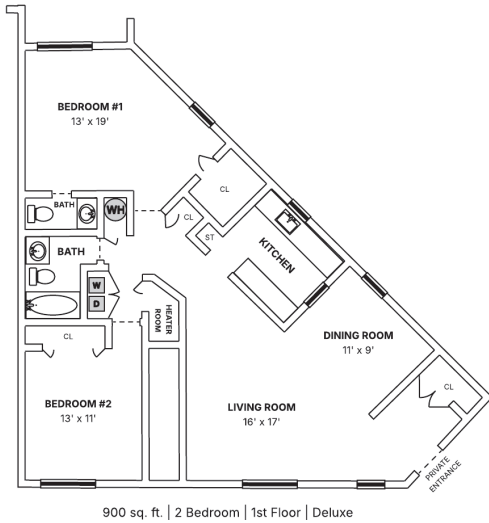 BEDROOM #1
13' x 19'
CL
BATH
WH
CL
ST
KITCHEN
BATH
W
D
HEATER
ROOM
DINING ROOM
11' x 9'
CL
CL
BEDROOM #2
13' x 11'
LIVING ROOM
16' x 17'
PRIVATE
ENTRANCE
900 sq. ft. | 2 Bedroom | 1st Floor | Deluxe